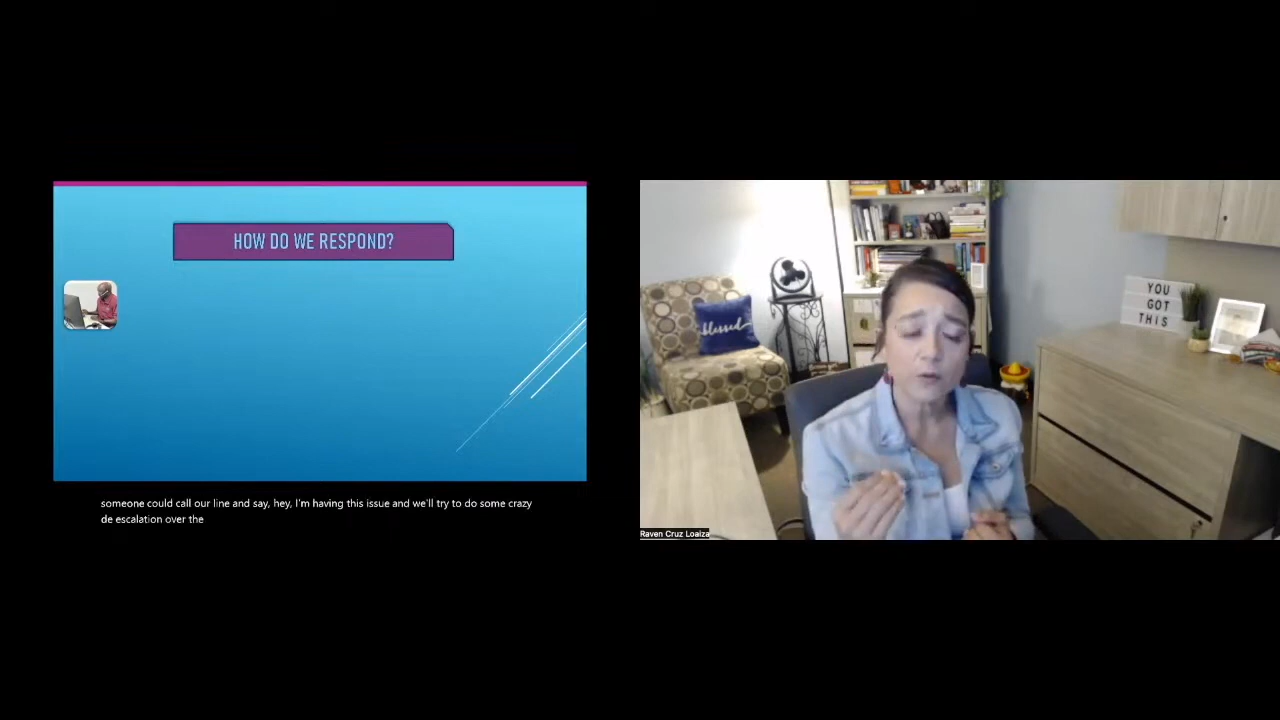 HOW DO WE RESPOND?
someone could call our line and say, hey, I'm having this issue and we'll try to do some crazy
de escalation over the
blessed
YOU
GOT
THIS
Raven Cruz Loaiza